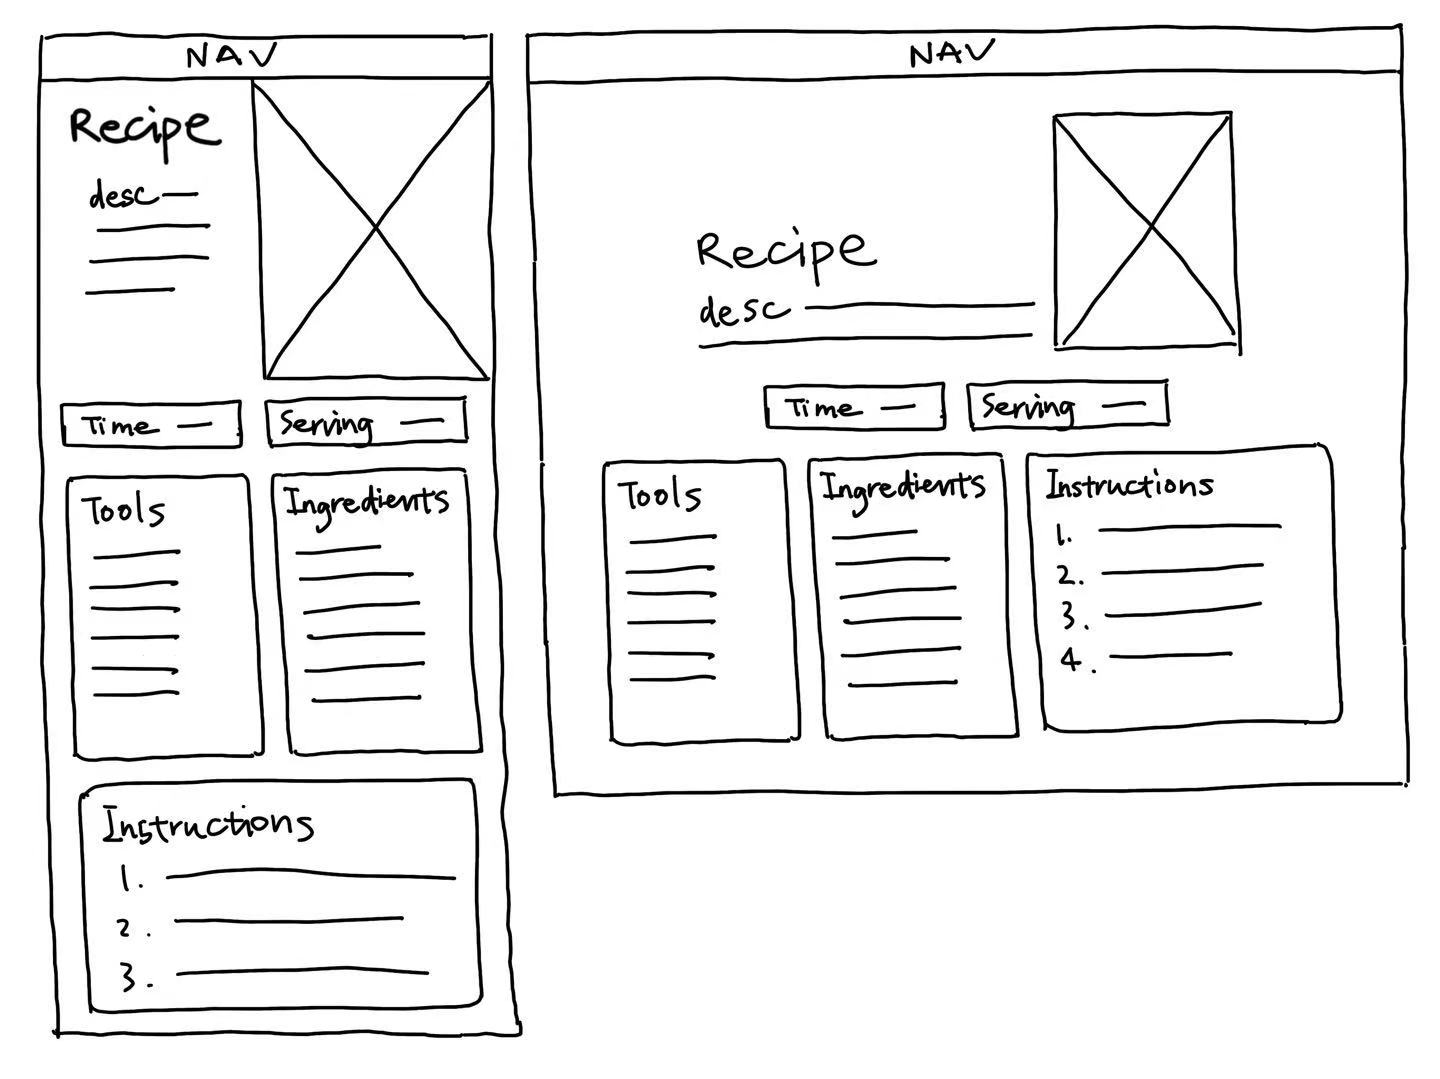 NAV
Recipe
desc
Time
Serving
Tools
Ingredients
Instructions
1.
2.
3.
NAV
Recipe
desc
Time
Serving
Tools
Ingredients
Instructions
1.
2.
3.
4.